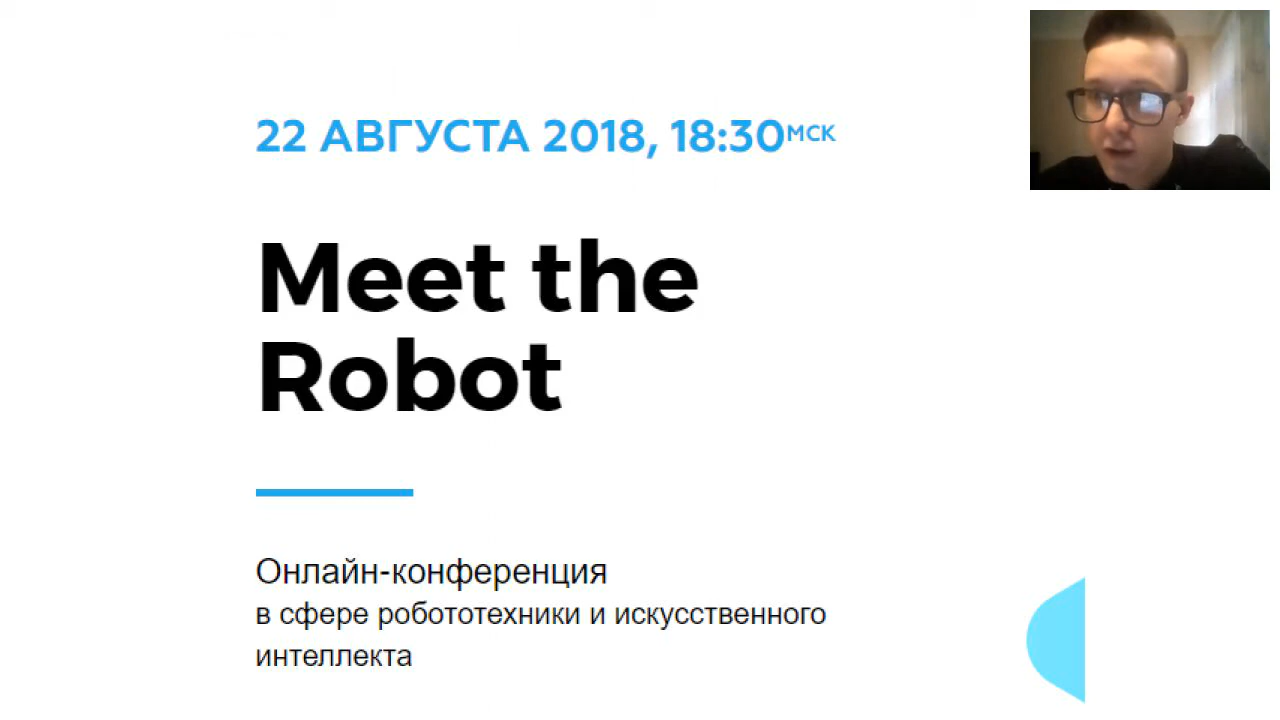 22 АВГУСТА 2018, 18:30МСК
Meet the
Robot
Онлайн-конференция
в сфере робототехники и искусственного
интеллекта